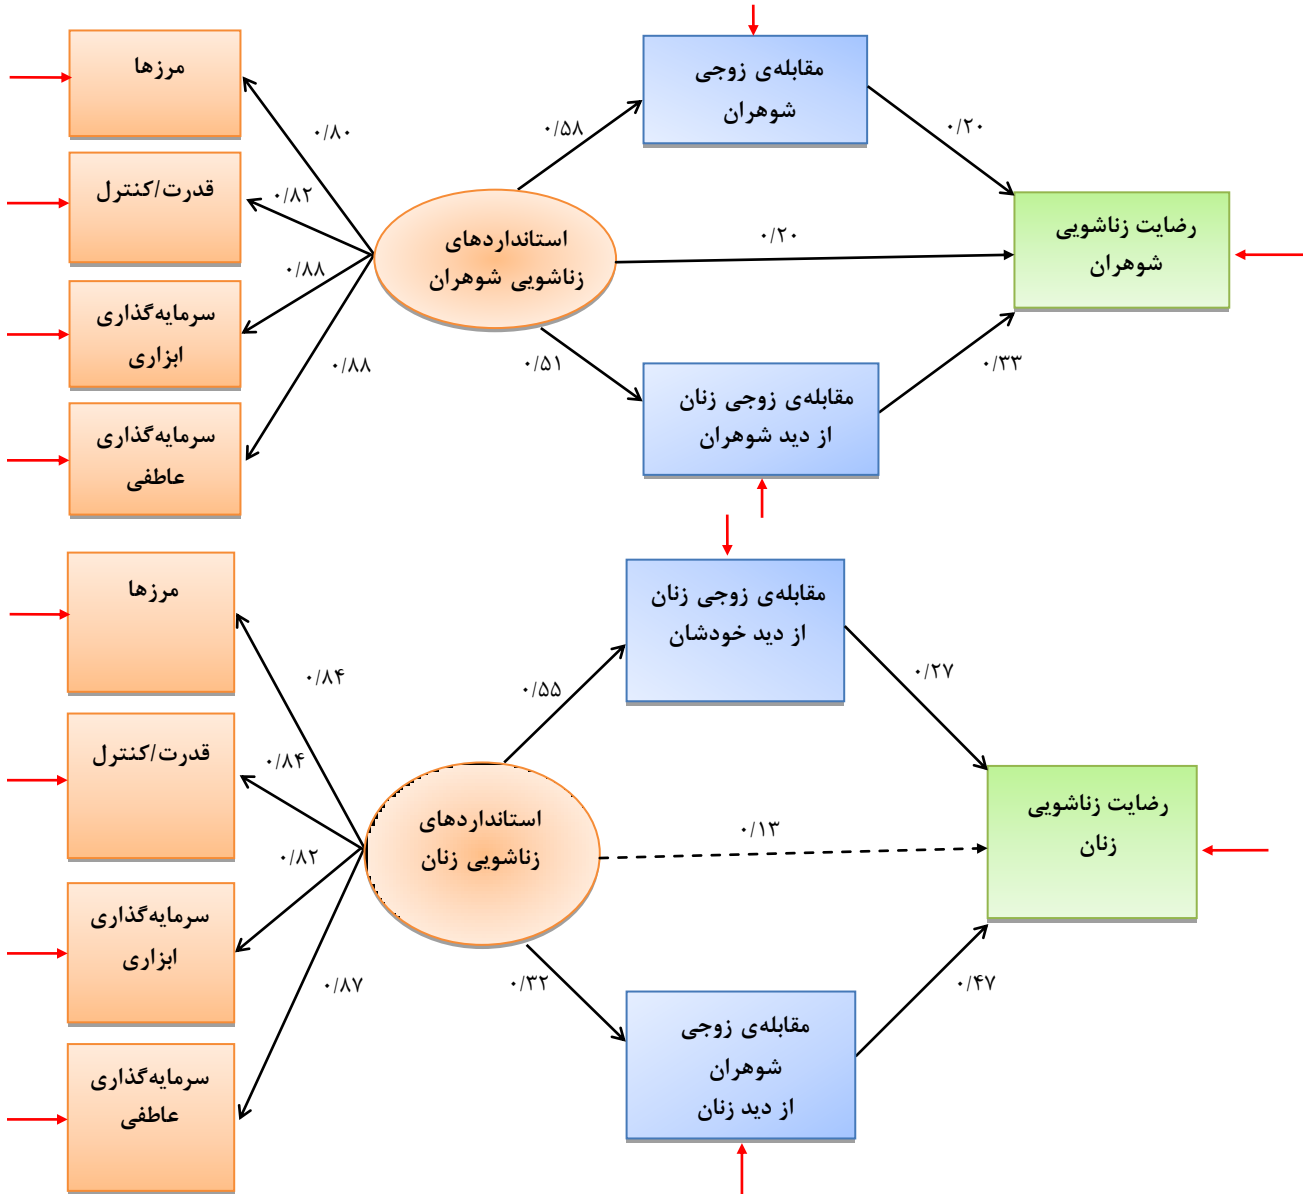 مرزها
قدرت/کنترل
سرمایه‌گذاری
ابزاری
سرمایه‌گذاری
عاطفی
۰/۸۰
۰/۸۲
۰/۸۸
۰/۸۸
استانداردهای
زناشویی شوهران
۰/۵۸
۰/۲۰
۰/۵۱
مقابله‌ی زوجی
شوهران
مقابله‌ی زوجی زنان
از دید شوهران
۰/۲۰
۰/۳۳
رضایت زناشویی
شوهران
مرزها
قدرت/کنترل
سرمایه‌گذاری
ابزاری
سرمایه‌گذاری
عاطفی
۰/۸۴
۰/۸۴
۰/۸۲
۰/۸۷
استانداردهای
زناشویی زنان
۰/۵۵
۰/۱۳
۰/۳۲
مقابله‌ی زوجی زنان
از دید خودشان
مقابله‌ی زوجی
شوهران
از دید زنان
۰/۲۷
۰/۴۷
رضایت زناشویی
زنان